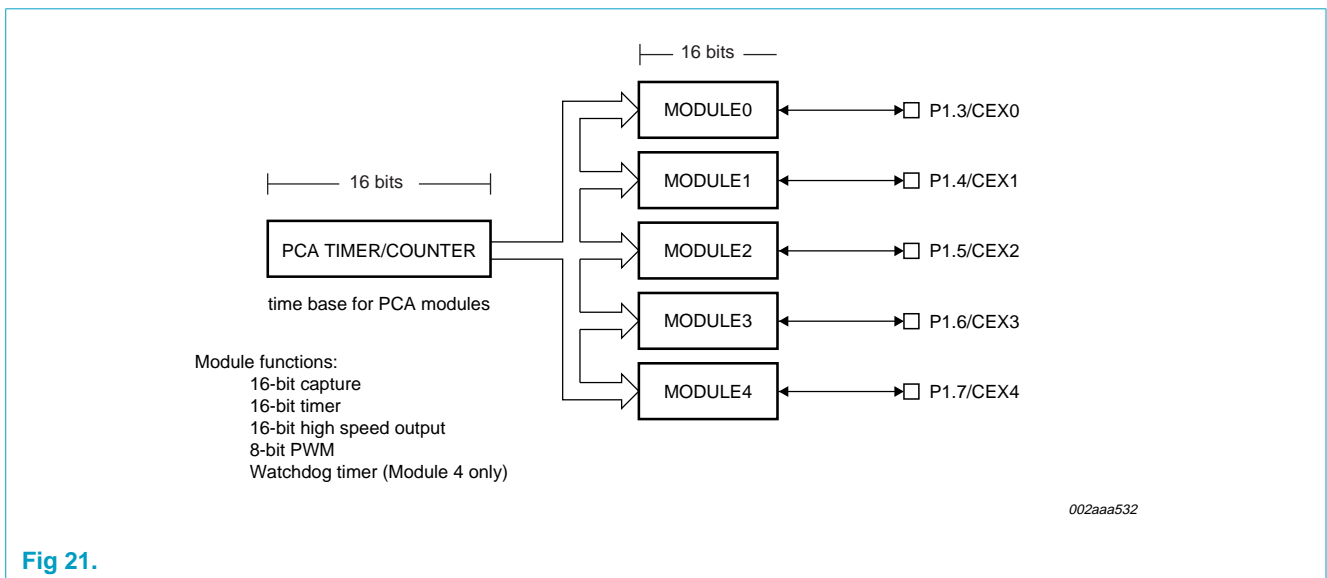 16 bits
MODULE0
P1.3/CEX0
MODULE1
P1.4/CEX1
16 bits
PCA TIMER/COUNTER
MODULE2
P1.5/CEX2
time base for PCA modules
MODULE3
P1.6/CEX3
Module functions:
16-bit capture
16-bit timer
16-bit high speed output
8-bit PWM
Watchdog timer (Module 4 only)
MODULE4
P1.7/CEX4
002aaa532
Fig 21.